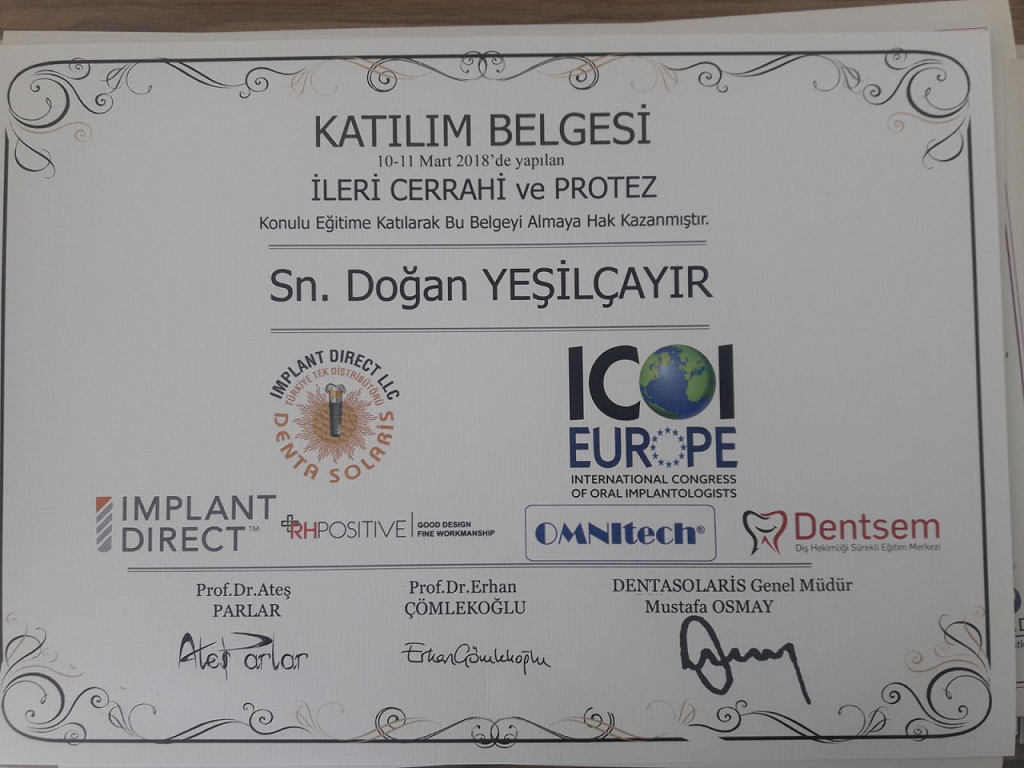 KATILIM BELGESİ
10-11 Mart 2018'de yapılan
İLERİ CERRAHİ ve PROTEZ
Konulu Eğitime Katılarak Bu Belgeyi Almaya Hak Kazanmıştır.
Sn. Doğan YEŞİLÇAYIR
IMPLANT DIRECT LLC
TÜRKİYE TEK DİSTRİBÜTÖRÜ
DENTA SOLARIS
ICOI
EUROPE
INTERNATIONAL CONGRESS
OF ORAL IMPLANTOLOGISTS
IMPLANT
DIRECT™
RHPOSITIVE
GOOD DESIGN
FINE WORKMANSHIP
OMNItech®
Dentsem
Diş Hekimliği Sürekli Eğitim Merkezi
Prof.Dr.Ateş
PARLAR
Prof.Dr.Erhan
ÇÖMLEKOĞLU
DENTASOLARİS Genel Müdür
Mustafa OSMAY
Ateş Parlar
Erhan Çömlekoğlu